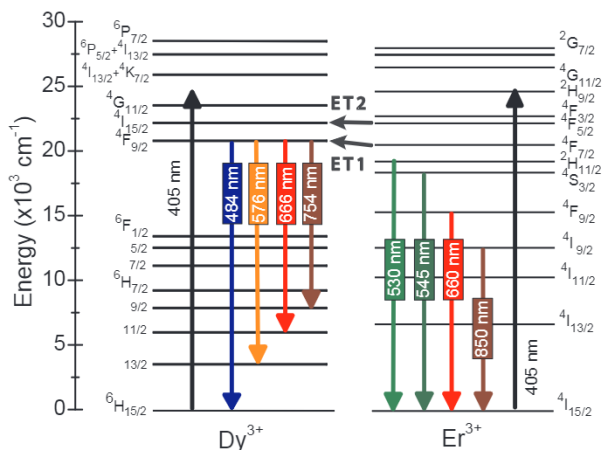 Energy (x10³ cm⁻¹)
30
25
20
15
10
5
0
⁶P₇/₂
⁶P₅/₂+⁴I₁₃/₂
⁴I₁₃/₂+⁴K₇/₂
⁴G₁₁/₂
⁴I₁₅/₂
⁴F₉/₂
⁶F₁/₂
5/2
7/2
⁶H₇/₂
9/2
11/2
13/2
⁶H₁₅/₂
405 nm
484 nm
576 nm
666 nm
754 nm
Dy³⁺
ET2
ET1
530 nm
545 nm
660 nm
850 nm
405 nm
²G₇/₂
⁴G₁₁/₂
²H₉/₂
⁴F₃/₂
⁴F₅/₂
⁴F₇/₂
²H₁₁/₂
⁴S₃/₂
⁴F₉/₂
⁴I₉/₂
⁴I₁₁/₂
⁴I₁₃/₂
⁴I₁₅/₂
Er³⁺